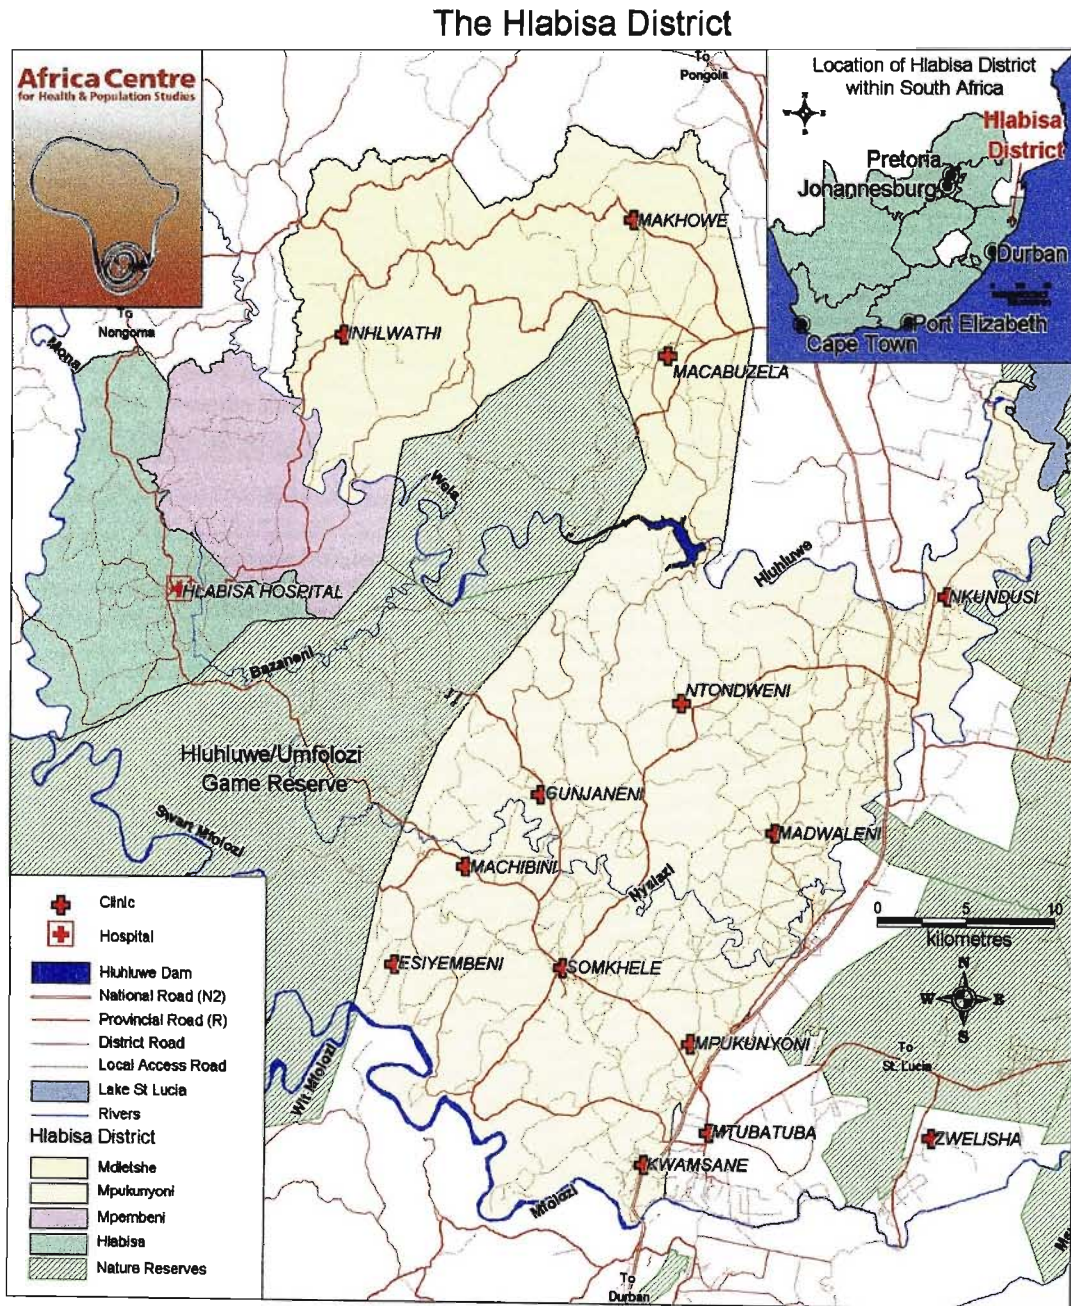 The Hlabisa District
Africa Centre
for Health & Population Studies
To
Pongola
Location of Hlabisa District
within South Africa
N
W
E
S
Hlabisa
District
Pretoria
Johannesburg
Durban
Port Elizabeth
Cape Town
MAKHOWE
To
Nongoma
Mona
INHLWATHI
MACABUZELA
Wela
Hluhluwe
HLABISA HOSPITAL
NKUNDUSI
Bazaneni
NTONDWENI
Hluhluwe/Umfolozi
Game Reserve
GUNJANENI
Swart Mfolozi
MADWALENI
MACHIBINI
Nyalazi
0 5 10
kilometres
ESIYEMBENI
SOMKHELE
N
W
E
S
MPUKUNYONI
To
St. Lucia
Wit Mfolozi
MTUBATUBA
ZWELISHA
KWAMSANE
Mfolozi
To
Durban
Clinic
Hospital
Hluhluwe Dam
National Road (N2)
Provincial Road (R)
District Road
Local Access Road
Lake St Lucia
Rivers
Hlabisa District
Mdletshe
Mpukunyoni
Mpembeni
Hlabisa
Nature Reserves